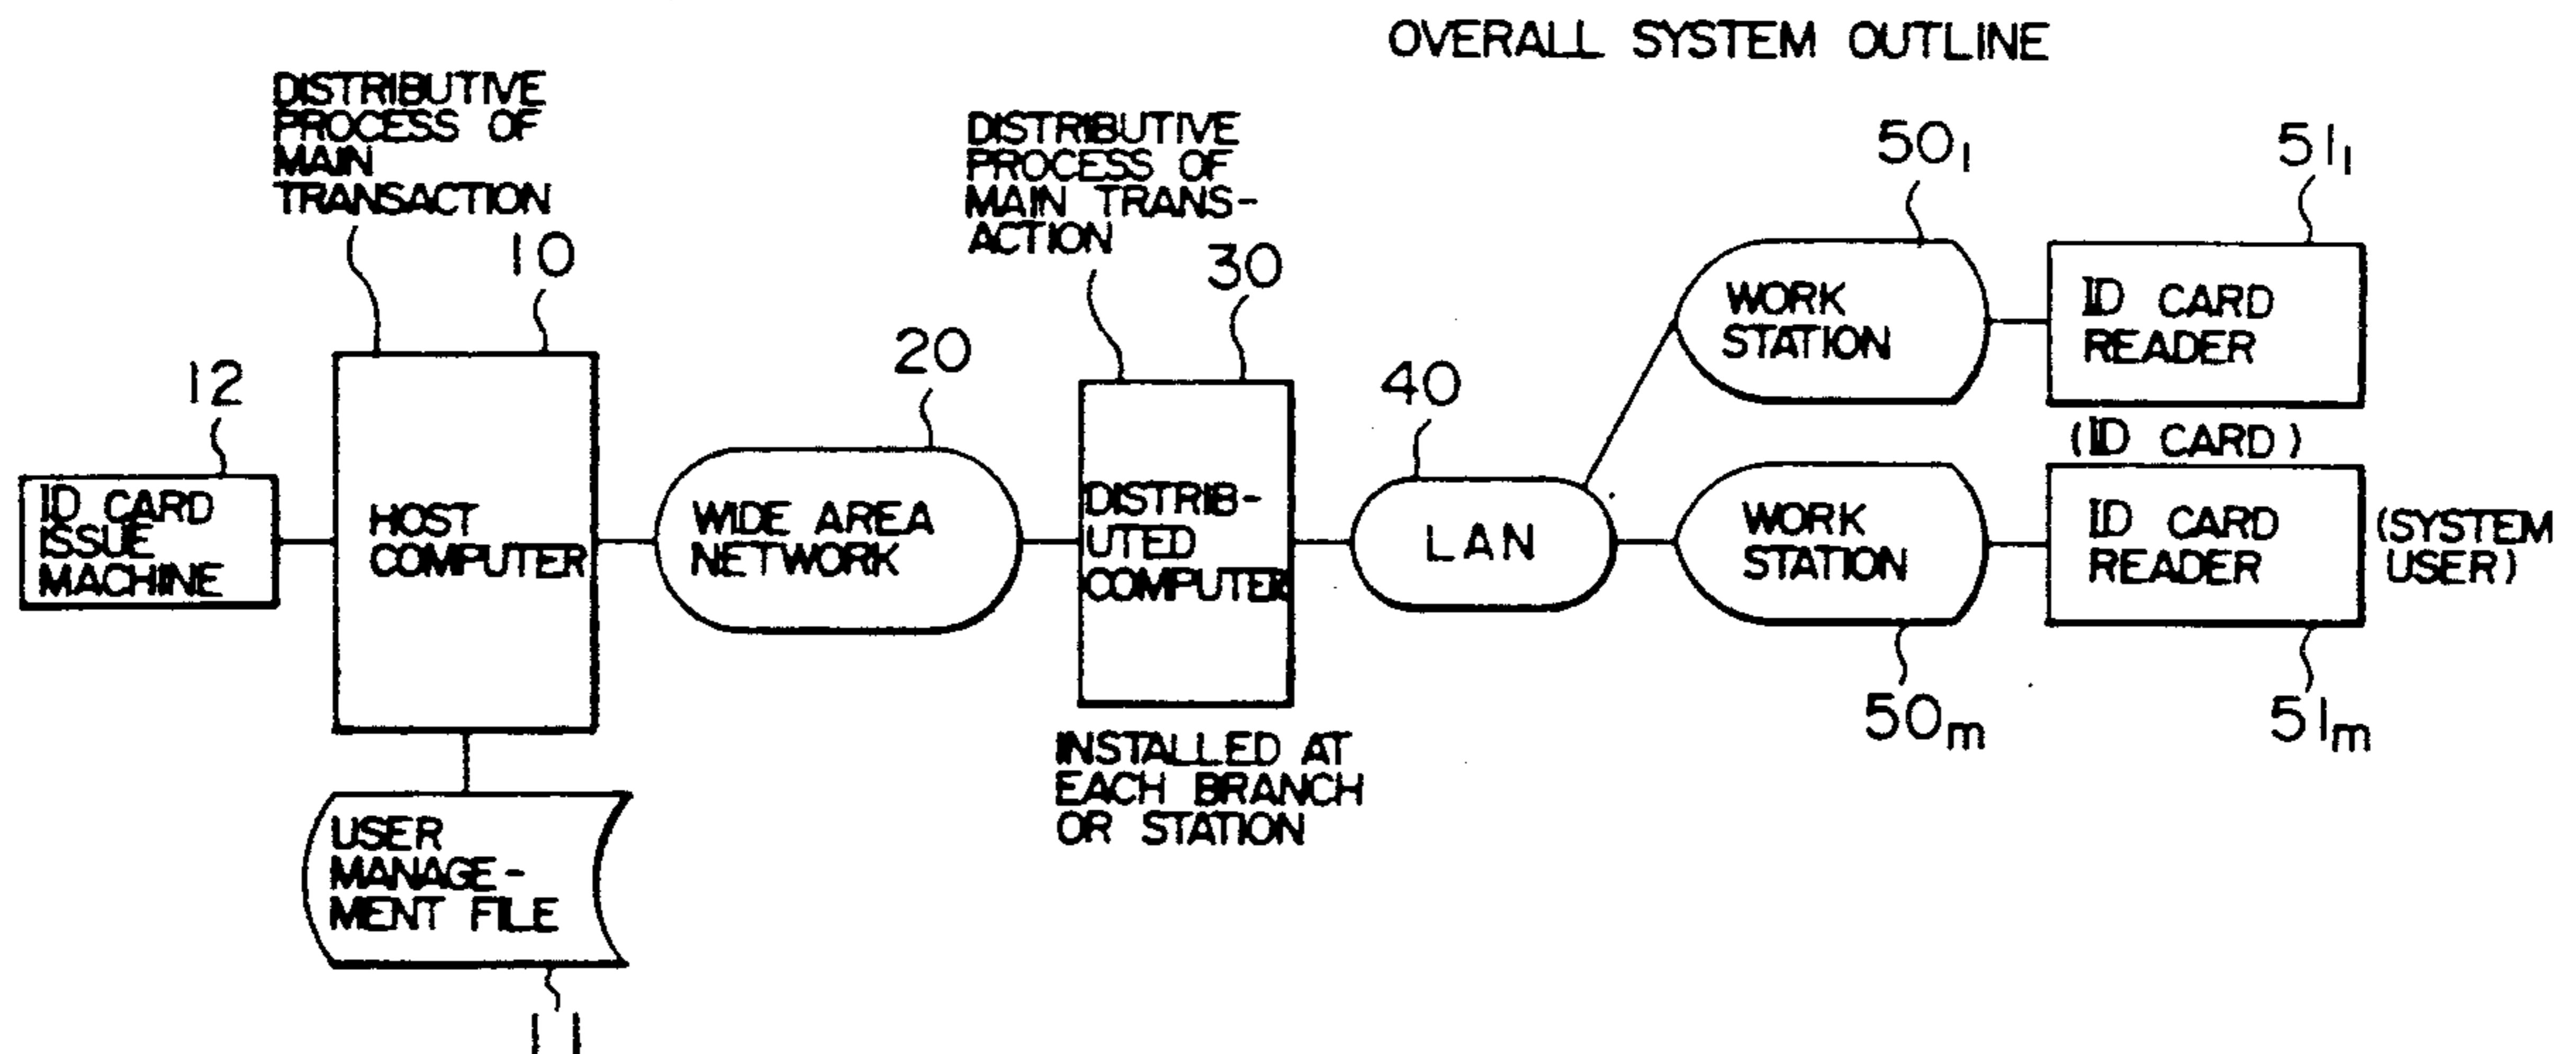 OVERALL SYSTEM OUTLINE
DISTRIBUTIVE
PROCESS OF
MAIN
TRANSACTION
10
12
ID CARD
ISSUE
MACHINE
HOST
COMPUTER
USER
MANAGE-
MENT FILE
11
20
WIDE AREA
NETWORK
DISTRIBUTIVE
PROCESS OF
MAIN TRANS-
ACTION
30
DISTRIB-
UTED
COMPUTER
INSTALLED AT
EACH BRANCH
OR STATION
40
LAN
50₁
WORK
STATION
51₁
ID CARD
READER
(ID CARD)
WORK
STATION
50m
ID CARD
READER
51m
(SYSTEM
USER)